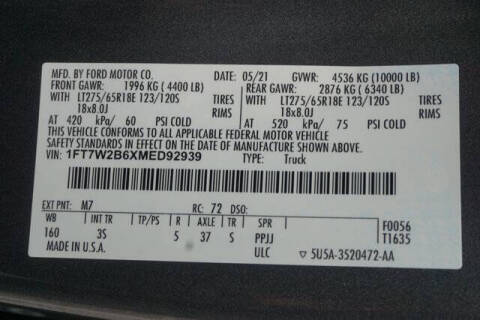 MFD. BY FORD MOTOR CO. 05/21 GVWR: 4536 KG (10000 LB)
FRONT GAWR: 1996 KG ( 4400 LB) REAR GAWR: 2876 KG ( 6340 LB)
WITH LT275/65R18E 123/120S TIRES WITH LT275/65R18E 123/120S TIRES
18x8.0J RIMS 18x8.0J RIMS
AT 420 kPa/ 60 PSI COLD AT 520 kPa/ 75 PSI COLD
THIS VEHICLE CONFORMS TO ALL APPLICABLE FEDERAL MOTOR VEHICLE
SAFETY STANDARDS IN EFFECT ON THE DATE OF MANUFACTURE SHOWN ABOVE.
VIN: 1FT7W2B6XMED92939 TYPE: Truck
EXT PNT: M7 RC: 72 DSO:
WB INT TR TP/PS R AXLE TR SPR F0056
160 3S 5 37 S PPJJ T1635
MADE IN U.S.A. ULC ▽ 5U5A-3520472-AA